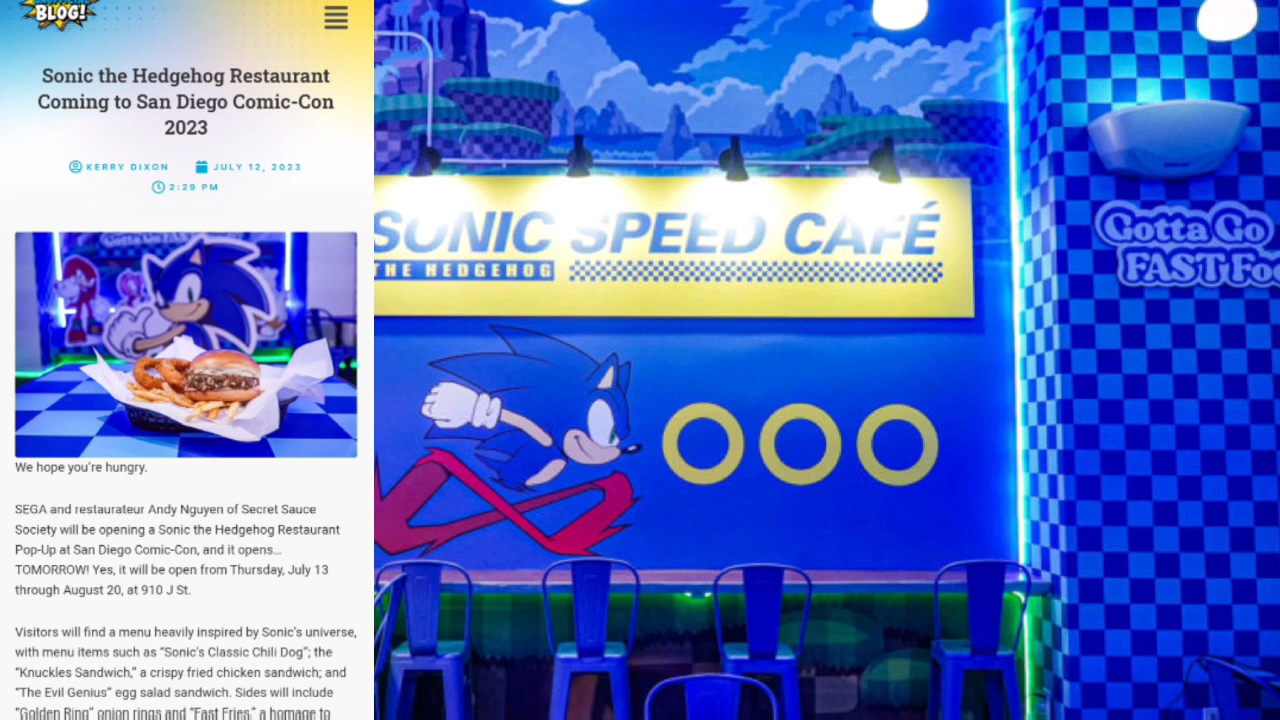 BLOG!
Sonic the Hedgehog Restaurant
Coming to San Diego Comic-Con
2023
KERRY DIXON JULY 12, 2023
2:29 PM
Gotta Go
We hope you're hungry.
SEGA and restaurateur Andy Nguyen of Secret Sauce
Society will be opening a Sonic the Hedgehog Restaurant
Pop-Up at San Diego Comic-Con, and it opens...
TOMORROW! Yes, it will be open from Thursday, July 13
through August 20, at 910 J St.
Visitors will find a menu heavily inspired by Sonic's universe,
with menu items such as “Sonic's Classic Chili Dog”; the
“Knuckles Sandwich,” a crispy fried chicken sandwich; and
“The Evil Genius” egg salad sandwich. Sides will include
“Golden Ring” onion rings and “Fast Fries,” a homage to
SONIC SPEED CAFÉ
THE HEDGEHOG
Gotta Go
FAST Foo